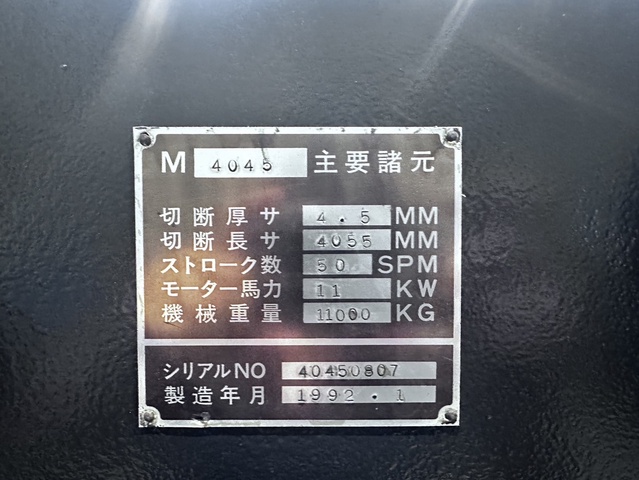 M 4045 主要諸元
切断厚サ 4.5 MM
切断長サ 4055 MM
ストローク数 50 SPM
モーター馬力 11 KW
機械重量 11000 KG
シリアルNO 40450807
製造年月 1992.1